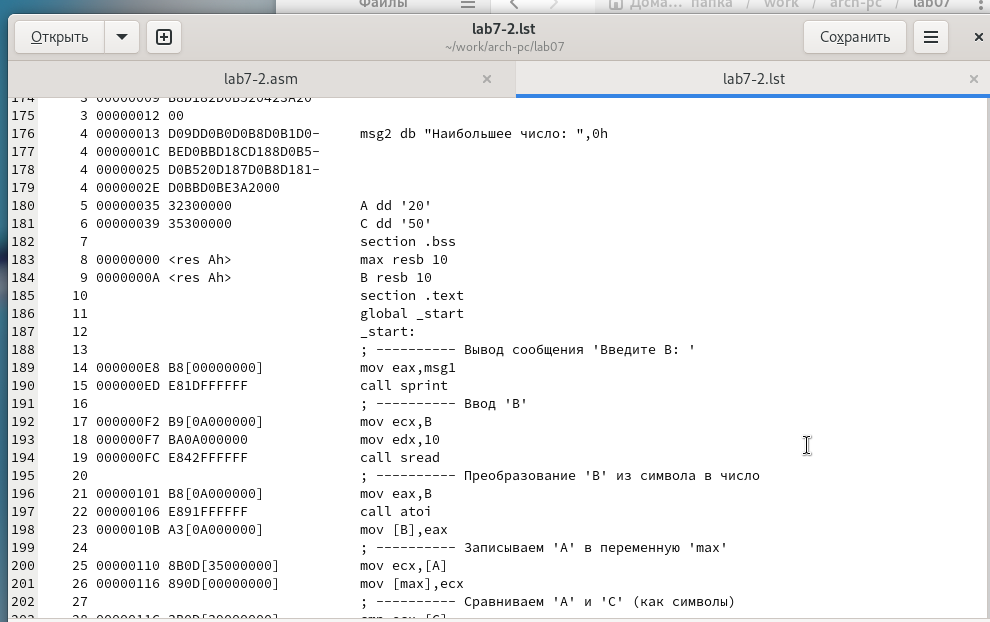 Файлы
Дома... папка / work / arch-pc / lab07
Открыть
lab7-2.lst
~/work/arch-pc/lab07
Сохранить
lab7-2.asm
lab7-2.lst
174 3 00000009 B8D182D0B520423A20
175 3 00000012 00
176 4 00000013 D09DD0B0D0B8D0B1D0- msg2 db "Наибольшее число: ",0h
177 4 0000001C BED0BBD18CD188D0B5-
178 4 00000025 D0B520D187D0B8D181-
179 4 0000002E D0BBD0BE3A2000
180 5 00000035 32300000 A dd '20'
181 6 00000039 35300000 C dd '50'
182 7 section .bss
183 8 00000000 <res Ah> max resb 10
184 9 0000000A <res Ah> B resb 10
185 10 section .text
186 11 global _start
187 12 _start:
188 13 ; ---------- Вывод сообщения 'Введите B: '
189 14 000000E8 B8[00000000] mov eax,msg1
190 15 000000ED E81DFFFFFF call sprint
191 16 ; ---------- Ввод 'B'
192 17 000000F2 B9[0A000000] mov ecx,B
193 18 000000F7 BA0A000000 mov edx,10
194 19 000000FC E842FFFFFF call sread
195 20 ; ---------- Преобразование 'B' из символа в число
196 21 00000101 B8[0A000000] mov eax,B
197 22 00000106 E891FFFFFF call atoi
198 23 0000010B A3[0A000000] mov [B],eax
199 24 ; ---------- Записываем 'A' в переменную 'max'
200 25 00000110 8B0D[35000000] mov ecx,[A]
201 26 00000116 890D[00000000] mov [max],ecx
202 27 ; ---------- Сравниваем 'A' и 'C' (как символы)